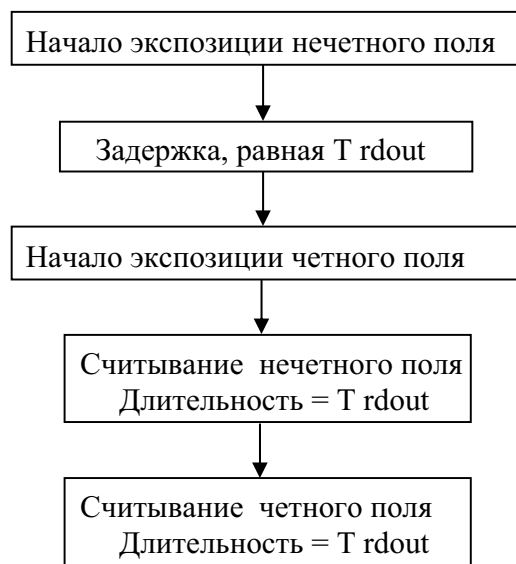 Начало экспозиции нечетного поля
Задержка, равная T rdout
Начало экспозиции четного поля
Считывание нечетного поля
Длительность = T rdout
Считывание четного поля
Длительность = T rdout